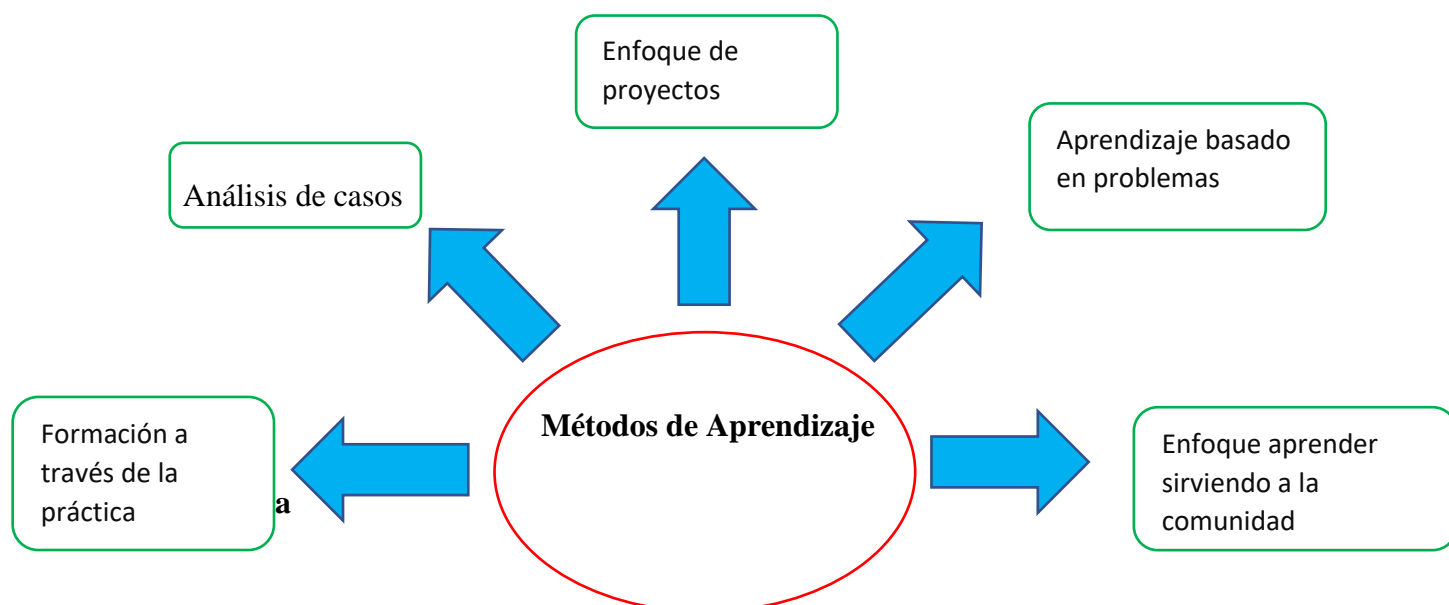 Enfoque de
proyectos
Aprendizaje basado
en problemas
Análisis de casos
Métodos de Aprendizaje
Formación a
través de la
práctica
a
Enfoque aprender
sirviendo a la
comunidad